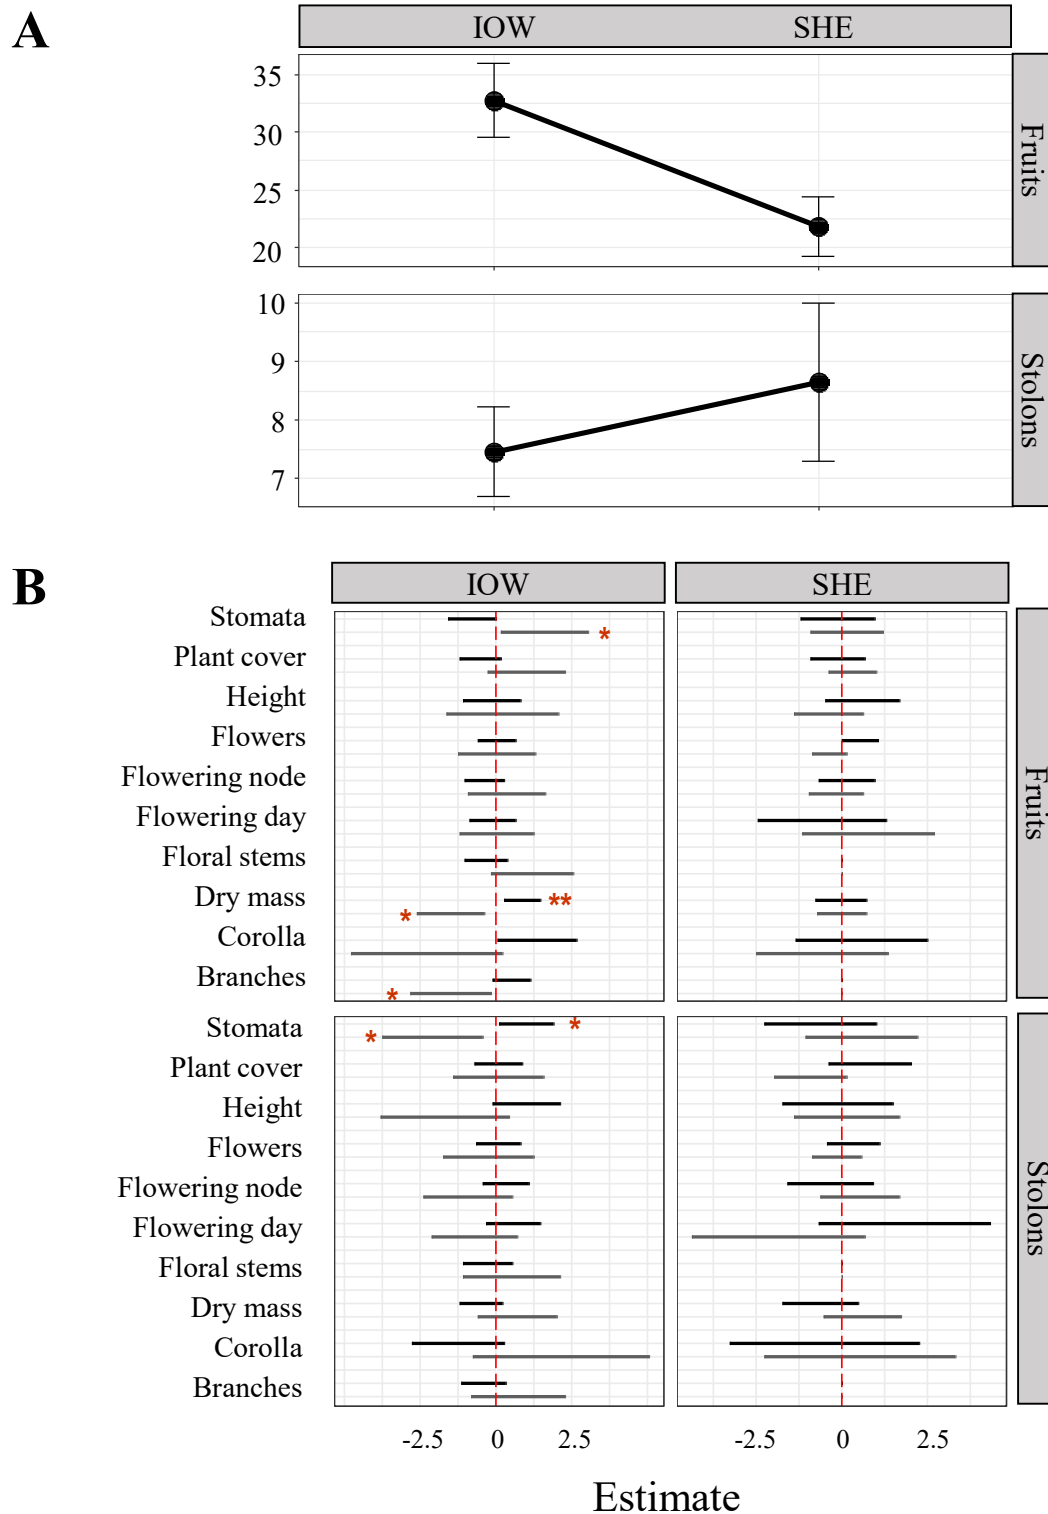 A
IOW SHE
35
30
25
20
Fruits
10
9
8
7
Stolons
B
IOW SHE
Stomata
*
Plant cover
Height
Flowers
Flowering node
Flowering day
Floral stems
Dry mass
**
*
Corolla
Branches
*
Fruits
Stomata
*
*
Plant cover
Height
Flowers
Flowering node
Flowering day
Floral stems
Dry mass
Corolla
Branches
Stolons
-2.5 0 2.5 -2.5 0 2.5
Estimate